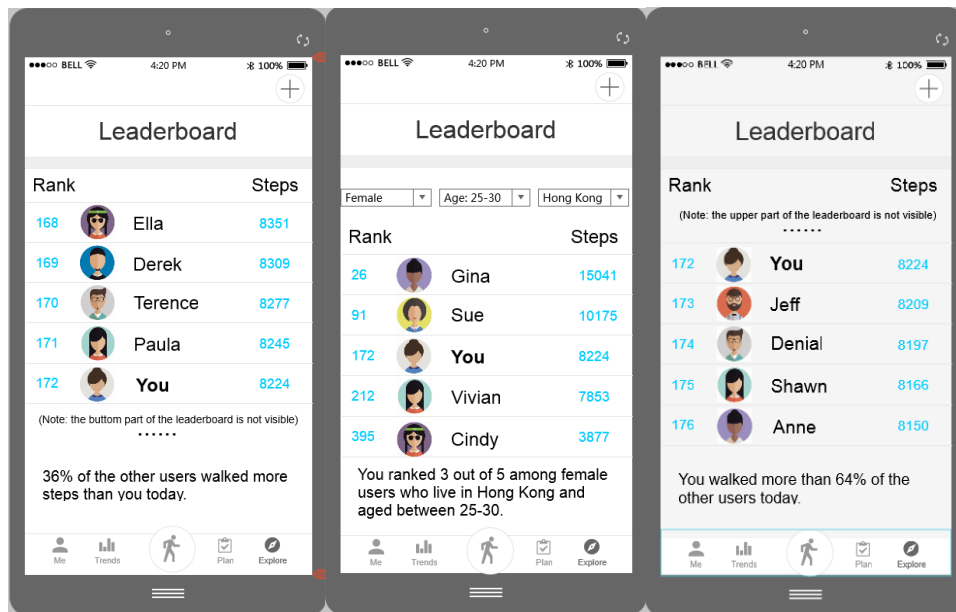 ●●●○○ BELL 4:20 PM 100%
Leaderboard
Rank Steps
168 Ella 8351
169 Derek 8309
170 Terence 8277
171 Paula 8245
172 You 8224
(Note: the buttom part of the leaderboard is not visible)
......
36% of the other users walked more
steps than you today.
Me Trends Plan Explore
●●●○○ BELL 4:20 PM 100%
Leaderboard
Female Age: 25-30 Hong Kong
Rank Steps
26 Gina 15041
91 Sue 10175
172 You 8224
212 Vivian 7853
395 Cindy 3877
You ranked 3 out of 5 among female
users who live in Hong Kong and
aged between 25-30.
Me Trends Plan Explore
●●●○○ BELL 4:20 PM 100%
Leaderboard
Rank Steps
(Note: the upper part of the leaderboard is not visible)
......
172 You 8224
173 Jeff 8209
174 Denial 8197
175 Shawn 8166
176 Anne 8150
You walked more than 64% of the
other users today.
Me Trends Plan Explore